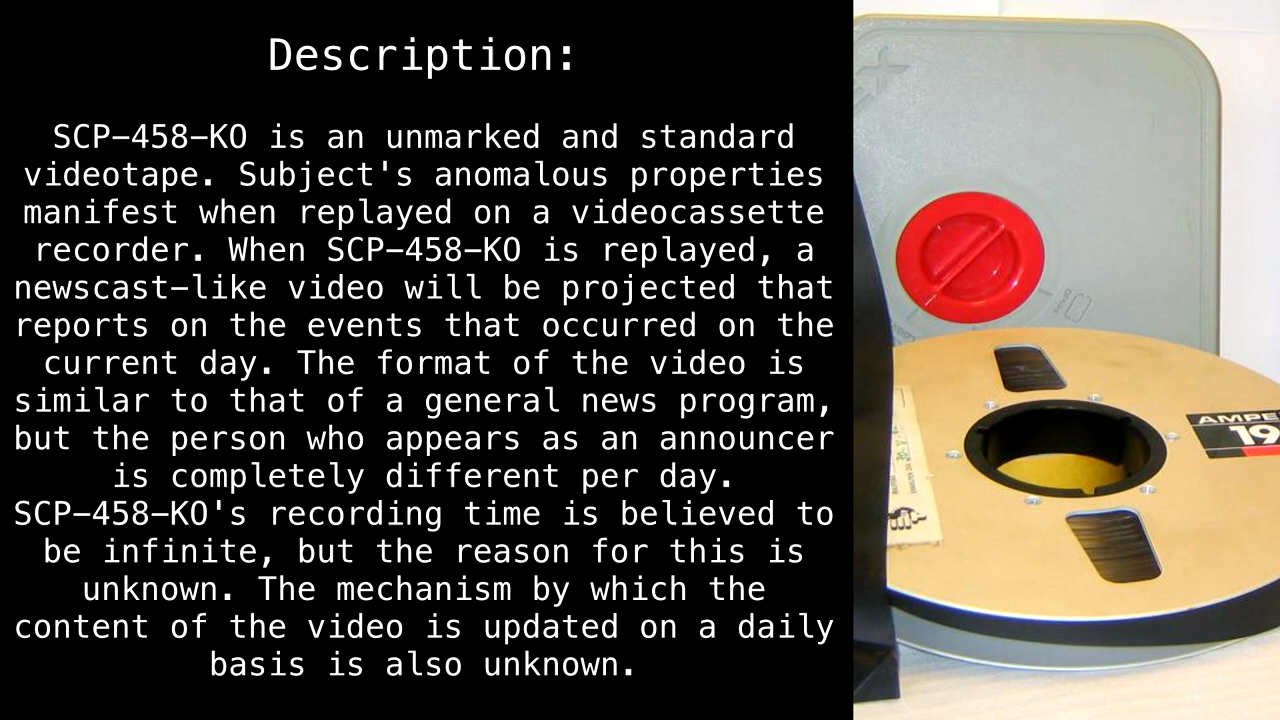 Description:
SCP-458-KO is an unmarked and standard
videotape. Subject's anomalous properties
manifest when replayed on a videocassette
recorder. When SCP-458-KO is replayed, a
newscast-like video will be projected that
reports on the events that occurred on the
current day. The format of the video is
similar to that of a general news program,
but the person who appears as an announcer
is completely different per day.
SCP-458-KO's recording time is believed to
be infinite, but the reason for this is
unknown. The mechanism by which the
content of the video is updated on a daily
basis is also unknown.
AMPE
19